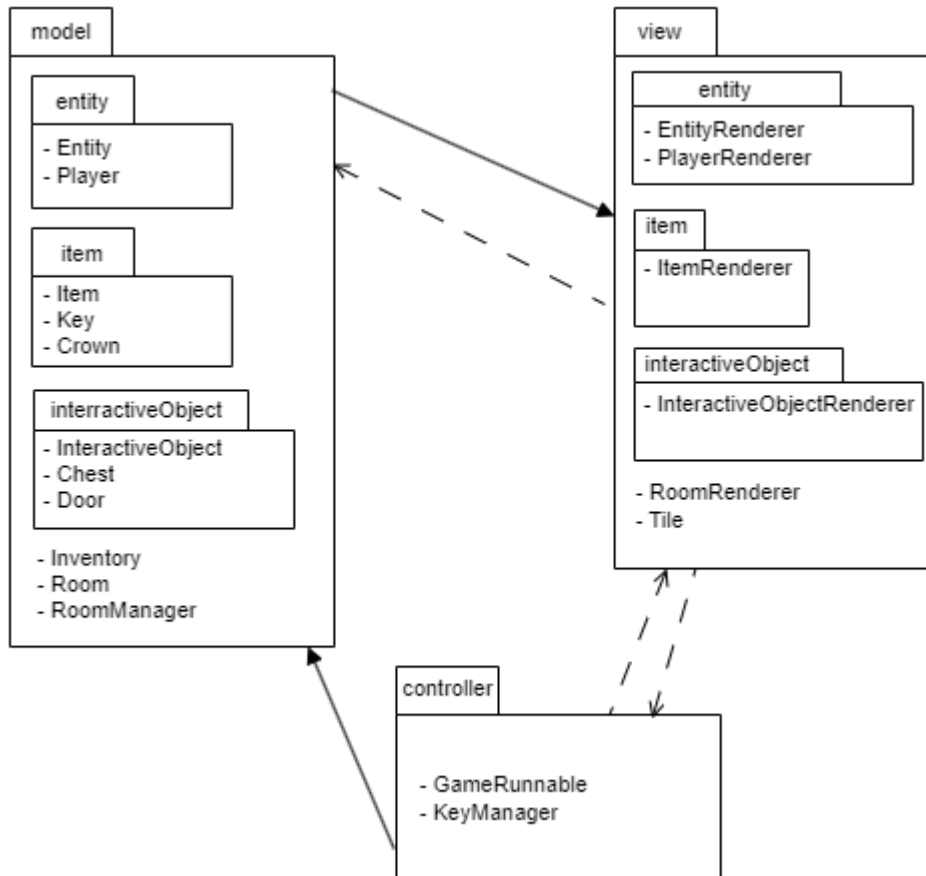 model
entity
- Entity
- Player
item
- Item
- Key
- Crown
interractiveObject
- InteractiveObject
- Chest
- Door
- Inventory
- Room
- RoomManager
view
entity
- EntityRenderer
- PlayerRenderer
item
- ItemRenderer
interactiveObject
- InteractiveObjectRenderer
- RoomRenderer
- Tile
controller
- GameRunnable
- KeyManager